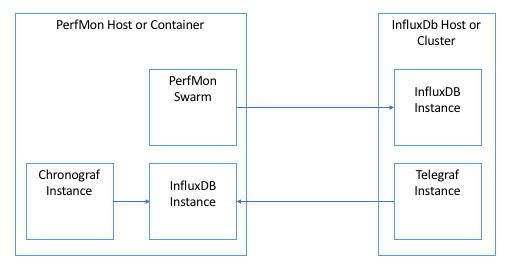 PerfMon Host or Container
InfluxDb Host or
Cluster
PerfMon
Swarm
InfluxDB
Instance
Chronograf
Instance
InfluxDB
Instance
Telegraf
Instance